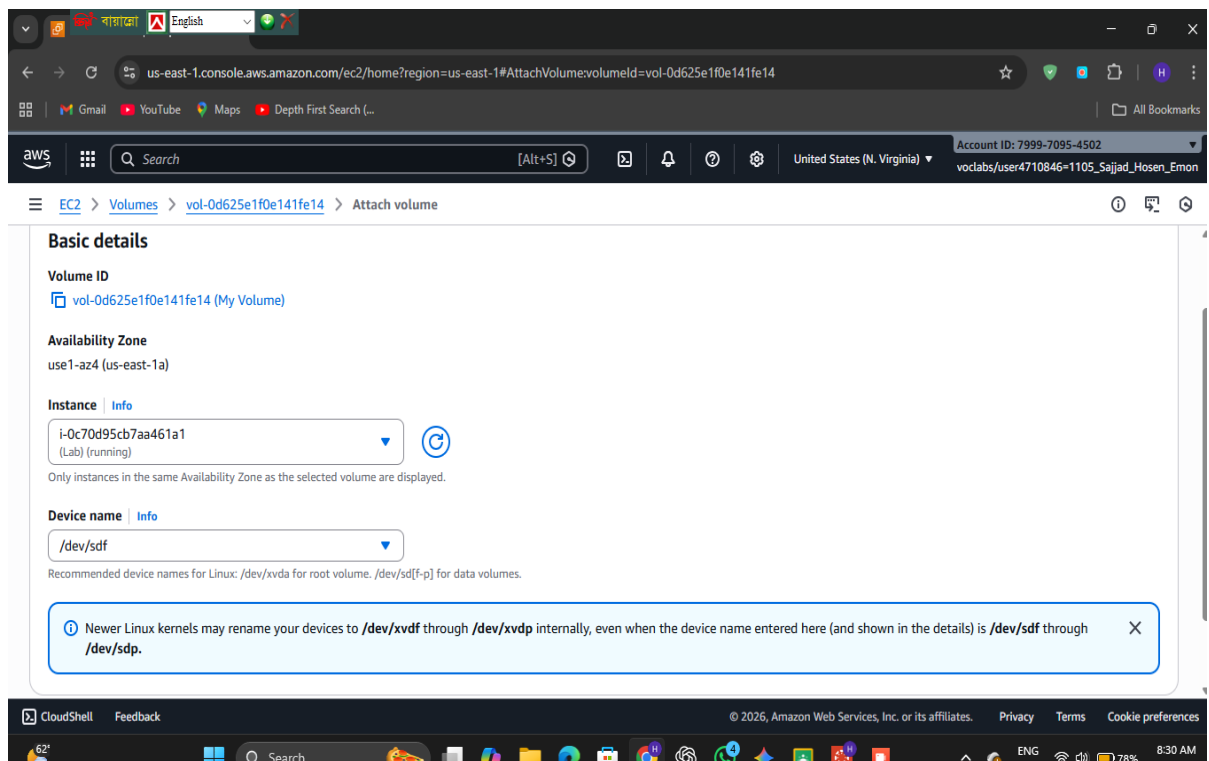 বায়ান্নো
English
us-east-1.console.aws.amazon.com/ec2/home?region=us-east-1#AttachVolume:volumeId=vol-0d625e1f0e141fe14
H
Gmail
YouTube
Maps
Depth First Search (...
All Bookmarks
aws
Search
[Alt+S]
United States (N. Virginia)
Account ID: 7999-7095-4502
voclabs/user4710846=1105_Sajjad_Hosen_Emon
EC2 > Volumes > vol-0d625e1f0e141fe14 > Attach volume
Basic details
Volume ID
vol-0d625e1f0e141fe14 (My Volume)
Availability Zone
use1-az4 (us-east-1a)
Instance | Info
i-0c70d95cb7aa461a1
(Lab) (running)
Only instances in the same Availability Zone as the selected volume are displayed.
Device name | Info
/dev/sdf
Recommended device names for Linux: /dev/xvda for root volume. /dev/sd[f-p] for data volumes.
Newer Linux kernels may rename your devices to /dev/xvdf through /dev/xvdp internally, even when the device name entered here (and shown in the details) is /dev/sdf through
/dev/sdp.
CloudShell Feedback
© 2026, Amazon Web Services, Inc. or its affiliates. Privacy Terms Cookie preferences
62°
Search
H
4
H
ENG
78%
8:30 AM